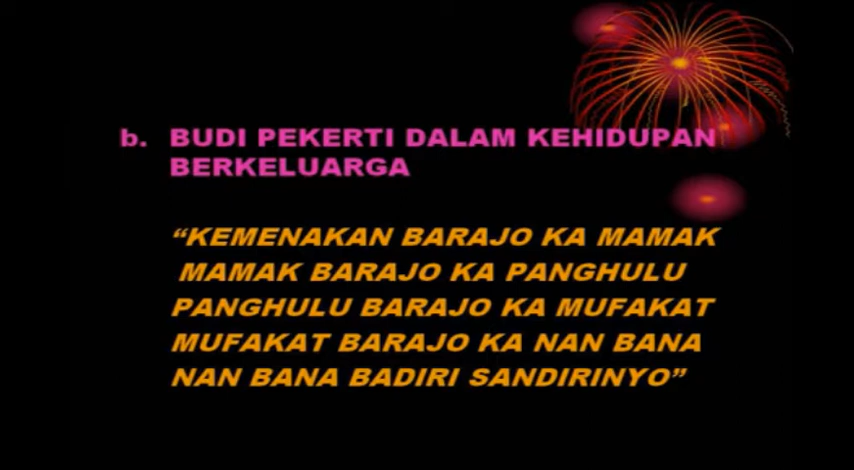 b. BUDI PEKERTI DALAM KEHIDUPAN
BERKELUARGA
“KEMENAKAN BARAJO KA MAMAK
MAMAK BARAJO KA PANGHULU
PANGHULU BARAJO KA MUFAKAT
MUFAKAT BARAJO KA NAN BANA
NAN BANA BADIRI SANDIRINYO”